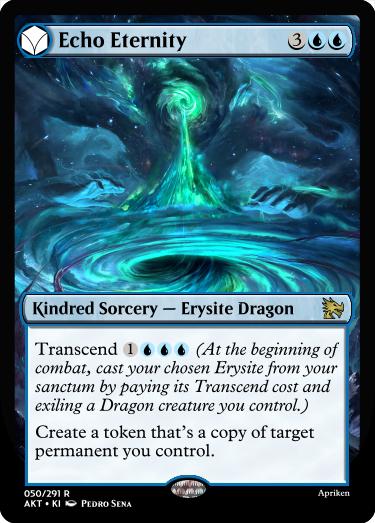 Echo Eternity 3
Kindred Sorcery — Erysite Dragon
Transcend 1 (At the beginning of
combat, cast your chosen Erysite from your
sanctum by paying its Transcend cost and
exiling a Dragon creature you control.)
Create a token that's a copy of target
permanent you control.
050/291 R
Apriken
AKT • KI Pedro Sena